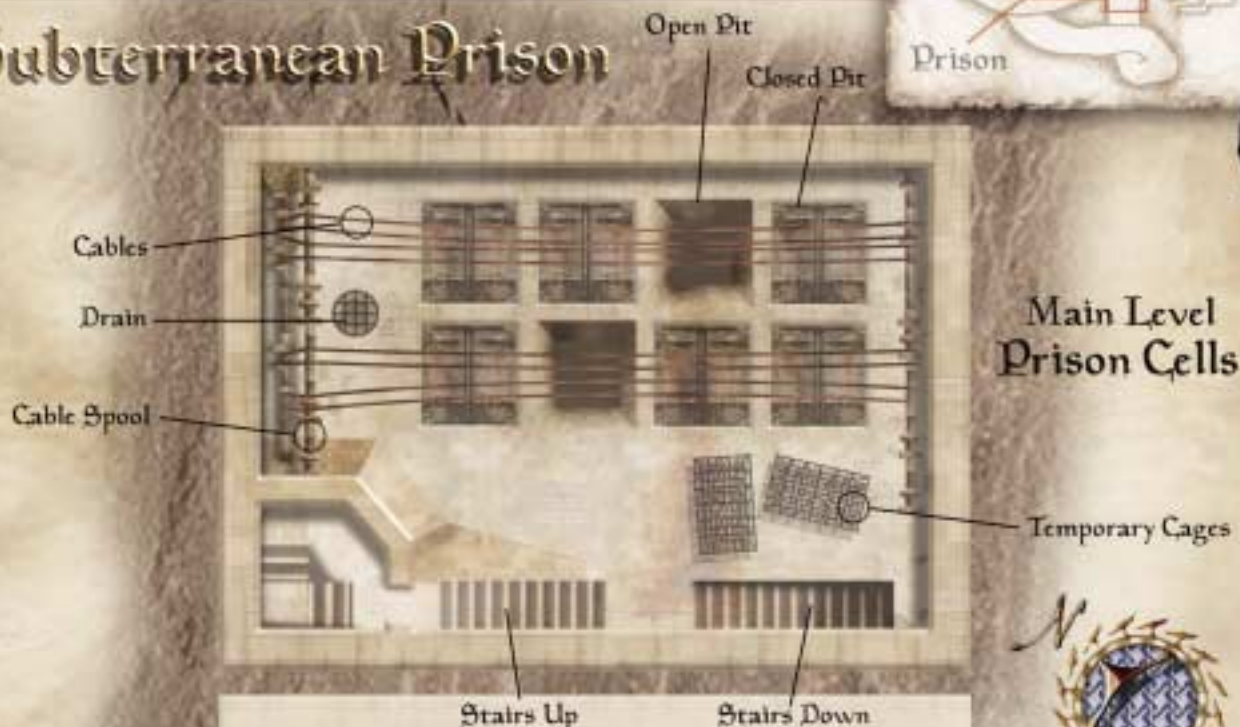 Subterranean Prison
Open Pit
Closed Pit
Prison
Cables
Drain
Cable Spool
Main Level
Prison Cells
Temporary Cages
N
Stairs Up
Stairs Down